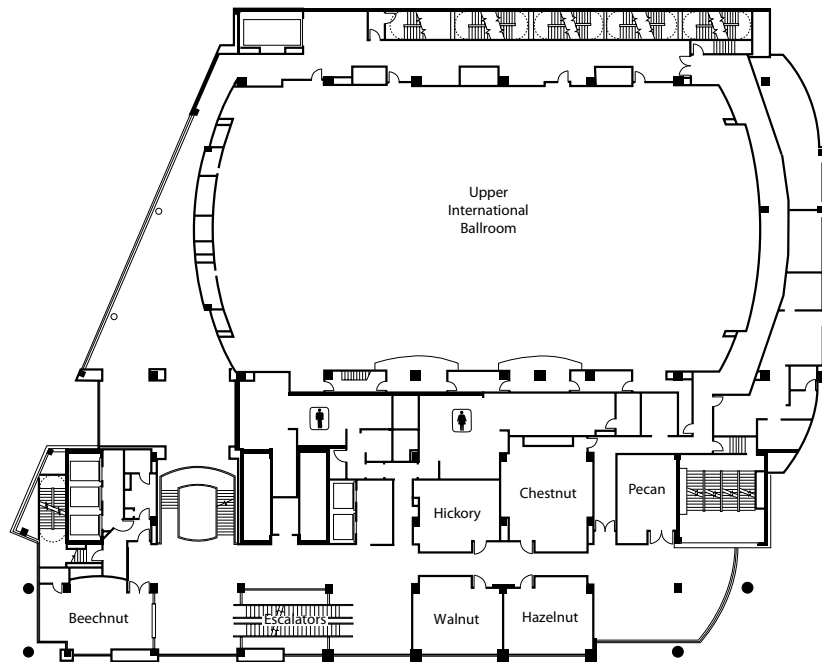 Upper
International
Ballroom
Chestnut
Pecan
Hickory
Beechnut
Escalators
Walnut
Hazelnut